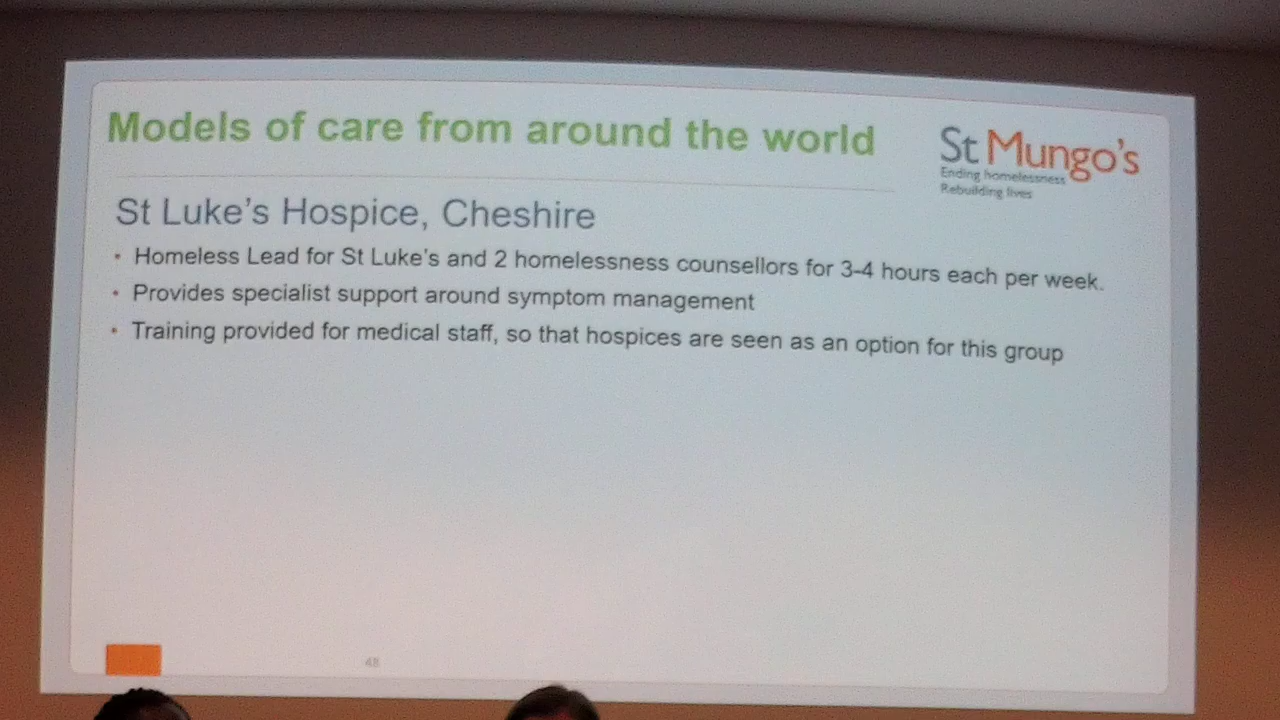 Models of care from around the world
St Mungo's
Ending homelessness
Rebuilding lives
St Luke's Hospice, Cheshire
• Homeless Lead for St Luke's and 2 homelessness counsellors for 3-4 hours each per week.
• Provides specialist support around symptom management
• Training provided for medical staff, so that hospices are seen as an option for this group
48